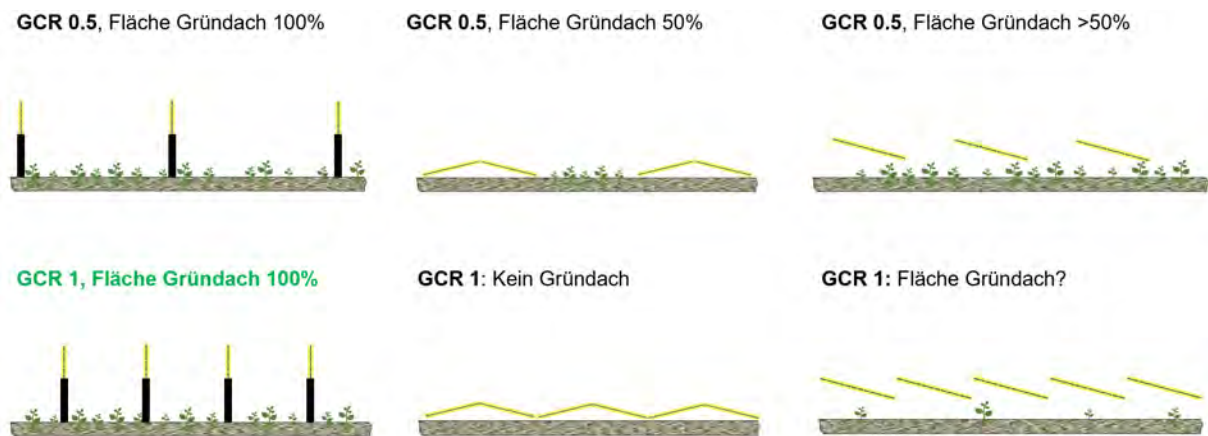 GCR 0.5, Fläche Gründach 100%
GCR 0.5, Fläche Gründach 50%
GCR 0.5, Fläche Gründach >50%
GCR 1, Fläche Gründach 100%
GCR 1: Kein Gründach
GCR 1: Fläche Gründach?